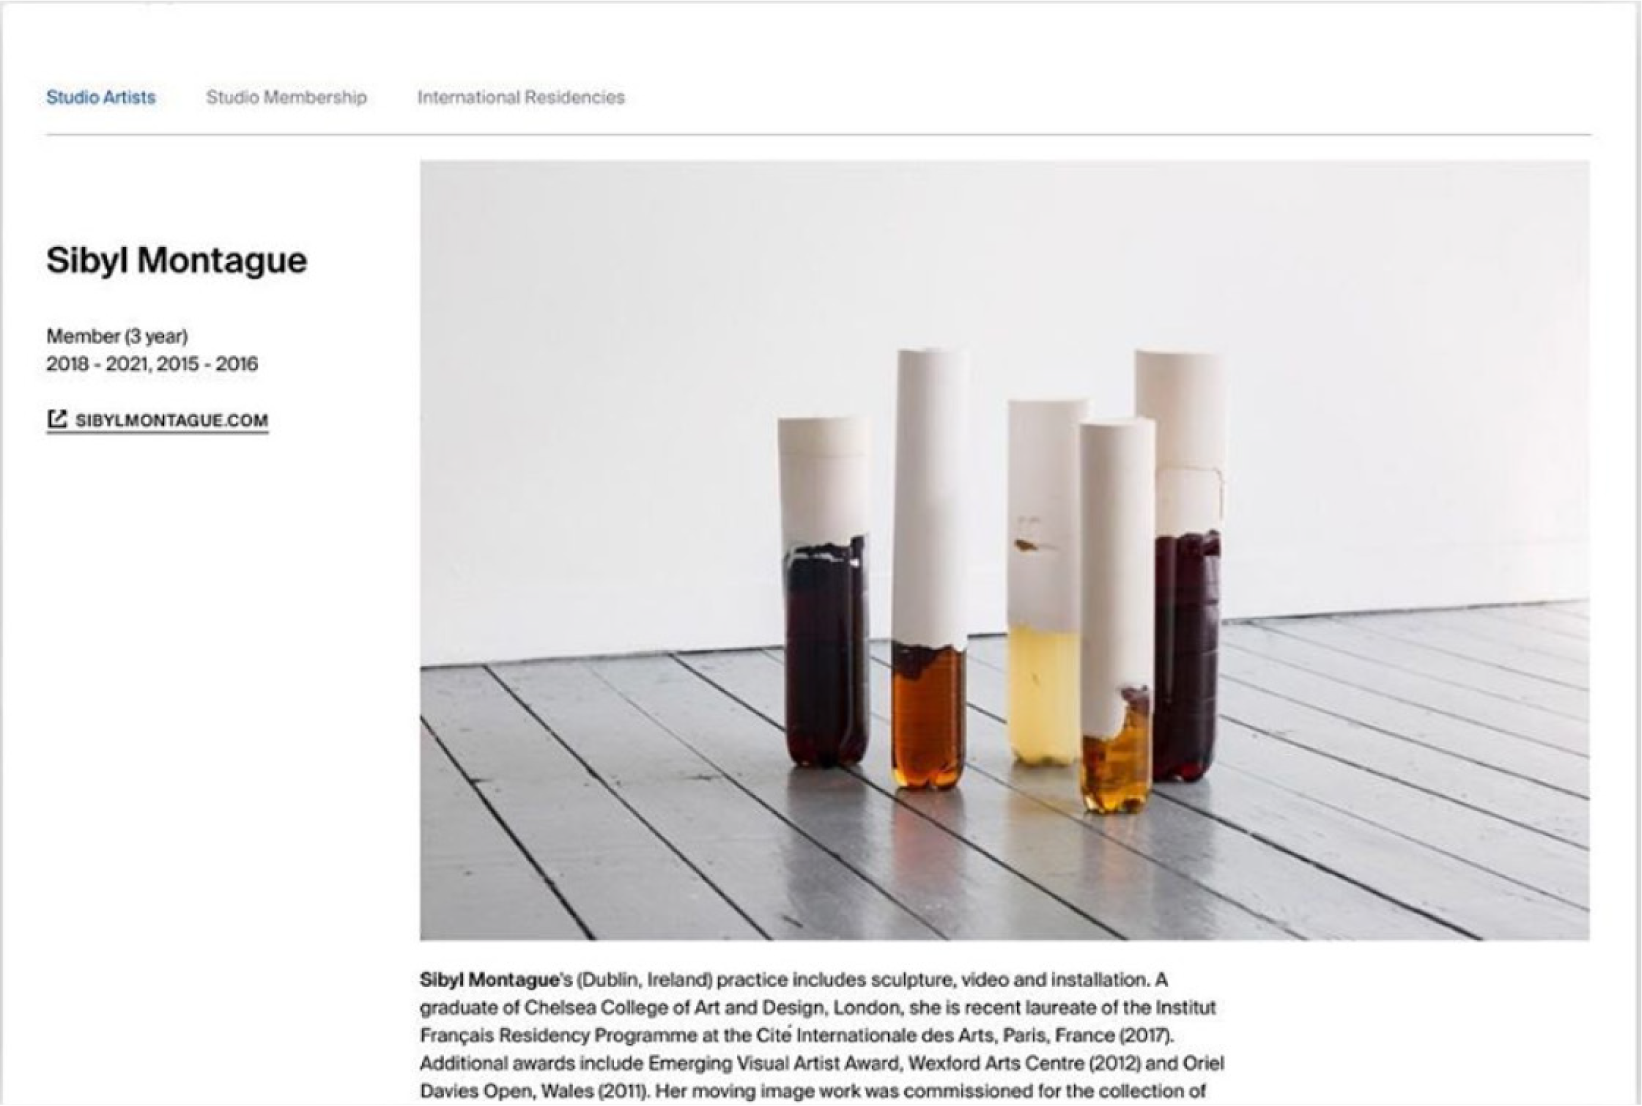 Studio Artists Studio Membership International Residencies
Sibyl Montague
Member (3 year)
2018 - 2021, 2015 - 2016
SIBYLMONTAGUE.COM
Sibyl Montague's (Dublin, Ireland) practice includes sculpture, video and installation. A
graduate of Chelsea College of Art and Design, London, she is recent laureate of the Institut
Français Residency Programme at the Cité Internationale des Arts, Paris, France (2017).
Additional awards include Emerging Visual Artist Award, Wexford Arts Centre (2012) and Oriel
Davies Open, Wales (2011). Her moving image work was commissioned for the collection of